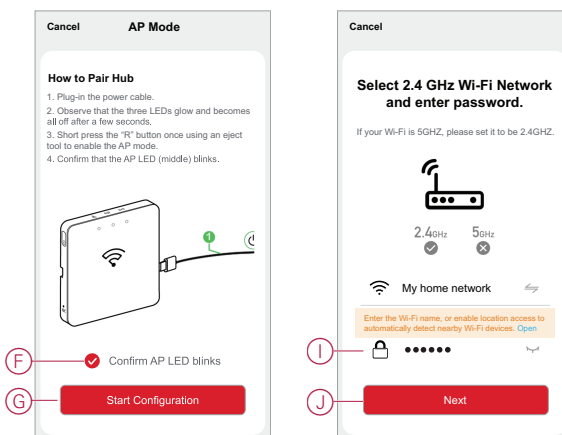 Cancel AP Mode
How to Pair Hub
1. Plug-in the power cable.
2. Observe that the three LEDs glow and becomes
all off after a few seconds.
3. Short press the "R" button once using an eject
tool to enable the AP mode.
4. Confirm that the AP LED (middle) blinks.
1
F
Confirm AP LED blinks
G
Start Configuration
Cancel
Select 2.4 GHz Wi-Fi Network
and enter password.
If your Wi-Fi is 5GHZ, please set it to be 2.4GHZ.
2.4GHz 5GHz
My home network
Enter the Wi-Fi name, or enable location access to
automatically detect nearby Wi-Fi devices. Open
I
J
Next